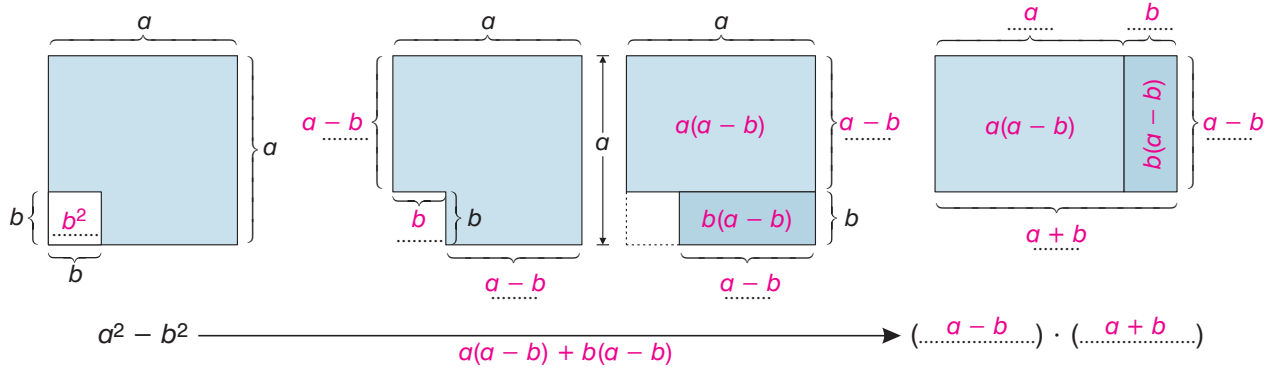 a a a a b
a
b b²
b
a − b
b b
a − b
a
a(a − b) a − b
b(a − b) b
a − b
a(a − b) b(a − b) a − b
a + b
a² − b² a(a − b) + b(a − b) (a − b) · (a + b)